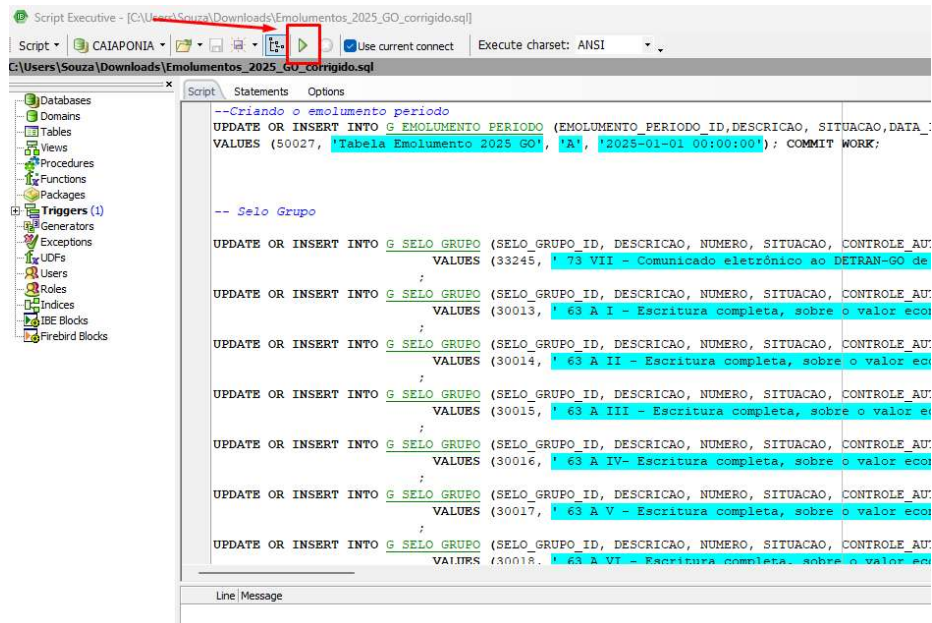 Script Executive - [C:\Users\Souza\Downloads\Emolumentos_2025_GO_corrigido.sql]
Script CAIAPONIA Use current connect Execute charset: ANSI
C:\Users\Souza\Downloads\Emolumentos_2025_GO_corrigido.sql
Databases
Domains
Tables
Views
Procedures
Functions
Packages
Triggers (1)
Generators
Exceptions
UDFs
Users
Roles
Indices
IBE Blocks
Firebird Blocks
Script Statements Options
--Criando o emolumento periodo
UPDATE OR INSERT INTO G_EMOLUMENTO_PERIODO (EMOLUMENTO_PERIODO_ID,DESCRICAO, SITUACAO,DATA_
VALUES (50027, 'Tabela Emolumento 2025 GO', 'A', '2025-01-01 00:00:00'); COMMIT WORK;
-- Selo Grupo
UPDATE OR INSERT INTO G_SELO_GRUPO (SELO_GRUPO_ID, DESCRICAO, NUMERO, SITUACAO, CONTROLE_AU
VALUES (33245, ' 73 VII - Comunicado eletrônico ao DETRAN-GO de
;
UPDATE OR INSERT INTO G_SELO_GRUPO (SELO_GRUPO_ID, DESCRICAO, NUMERO, SITUACAO, CONTROLE_AU
VALUES (30013, ' 63 A I - Escritura completa, sobre o valor eco
;
UPDATE OR INSERT INTO G_SELO_GRUPO (SELO_GRUPO_ID, DESCRICAO, NUMERO, SITUACAO, CONTROLE_AU
VALUES (30014, ' 63 A II - Escritura completa, sobre o valor ec
;
UPDATE OR INSERT INTO G_SELO_GRUPO (SELO_GRUPO_ID, DESCRICAO, NUMERO, SITUACAO, CONTROLE_AU
VALUES (30015, ' 63 A III - Escritura completa, sobre o valor e
;
UPDATE OR INSERT INTO G_SELO_GRUPO (SELO_GRUPO_ID, DESCRICAO, NUMERO, SITUACAO, CONTROLE_AU
VALUES (30016, ' 63 A IV- Escritura completa, sobre o valor eco
;
UPDATE OR INSERT INTO G_SELO_GRUPO (SELO_GRUPO_ID, DESCRICAO, NUMERO, SITUACAO, CONTROLE_AU
VALUES (30017, ' 63 A V - Escritura completa, sobre o valor eco
;
UPDATE OR INSERT INTO G_SELO_GRUPO (SELO_GRUPO_ID, DESCRICAO, NUMERO, SITUACAO, CONTROLE_AU
VALUES (30018, ' 63 A VI - Escritura completa, sobre o valor ec
Line Message